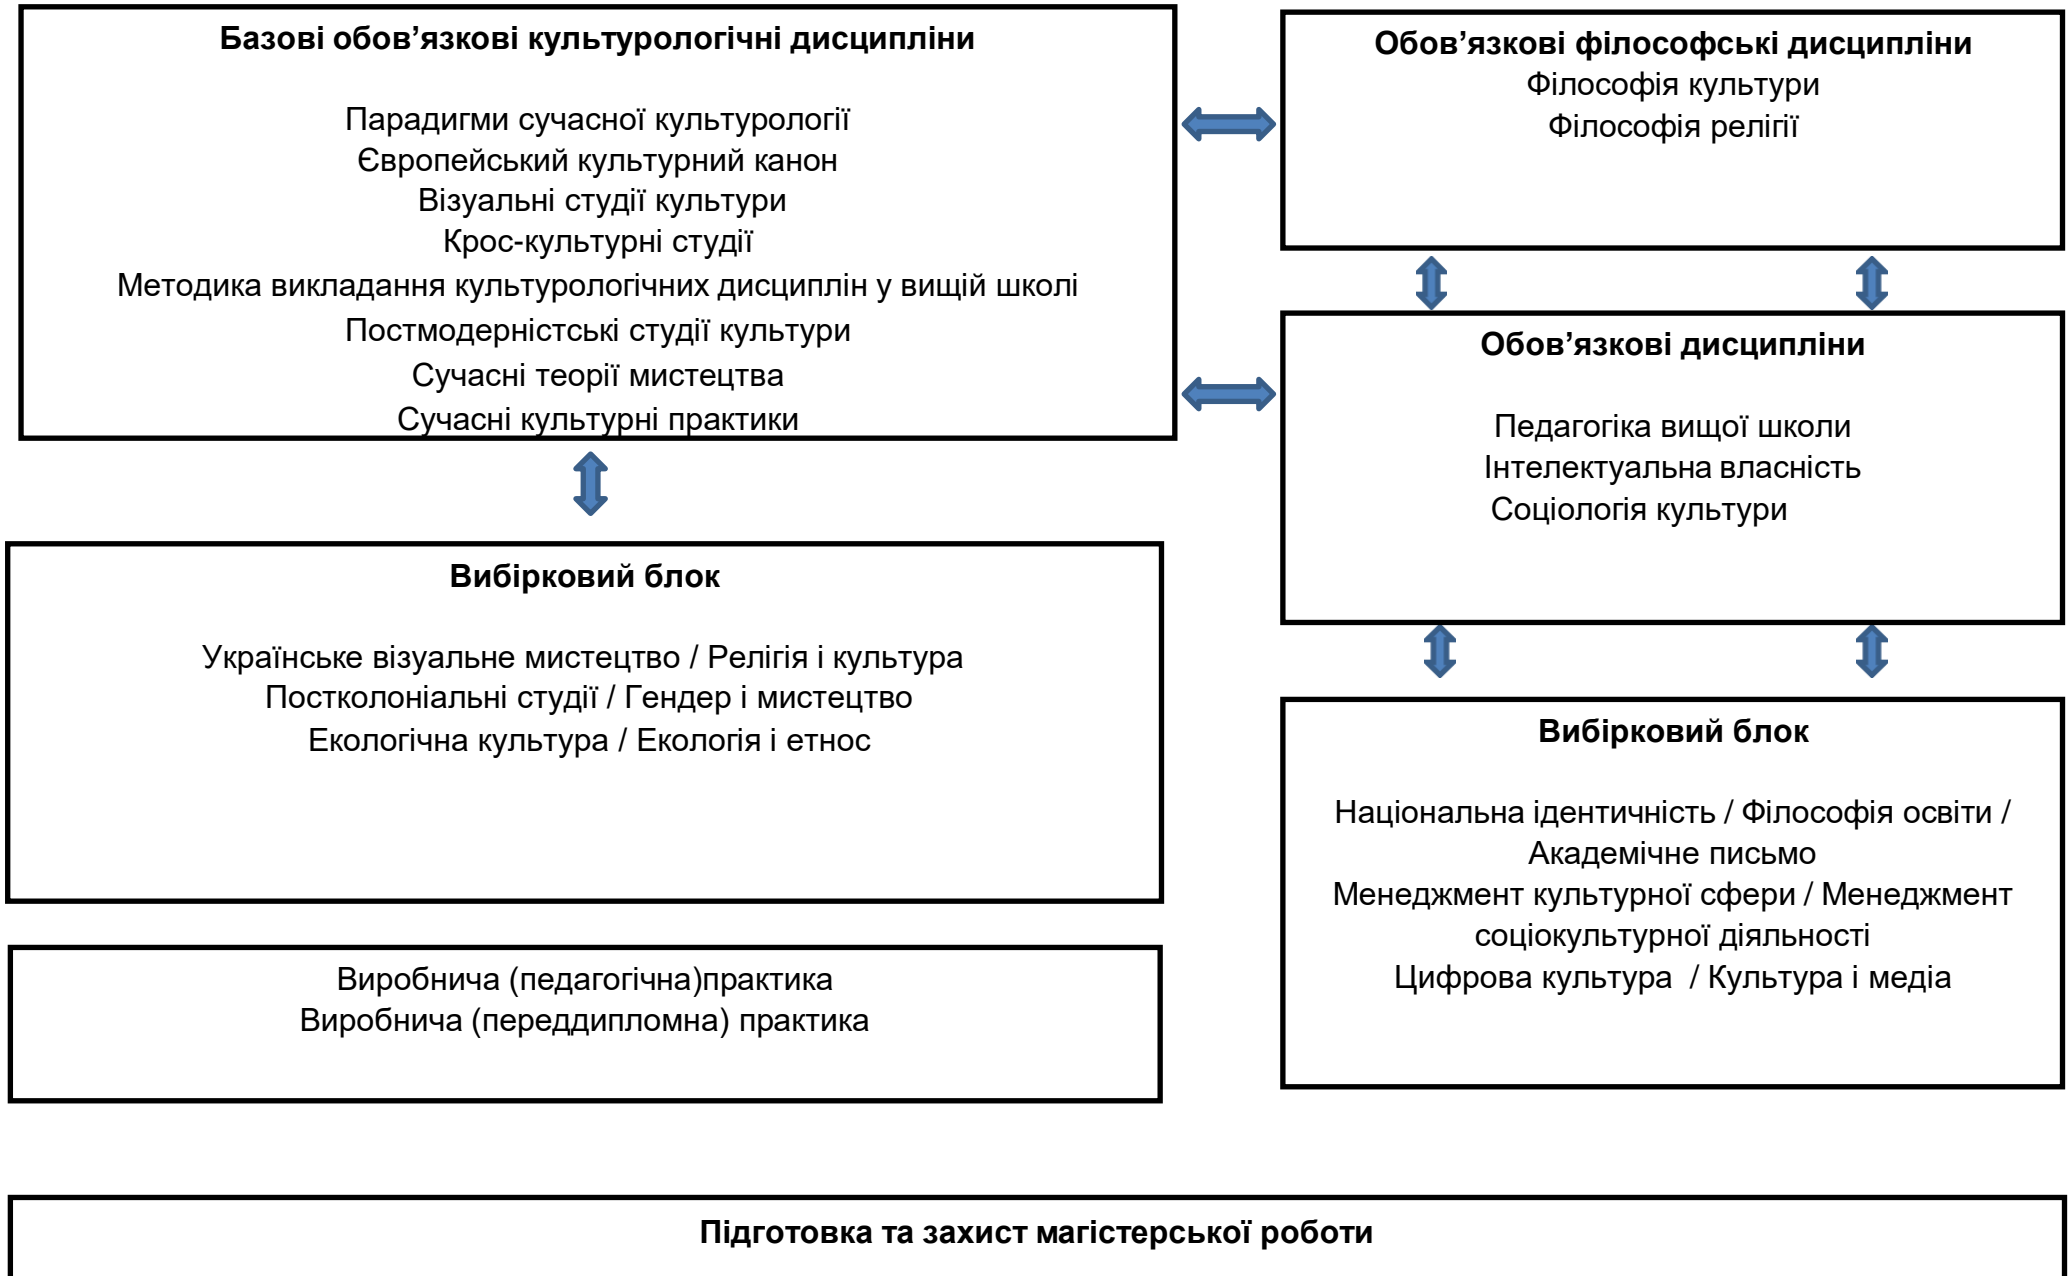 Базові обов’язкові культурологічні дисципліни
Парадигми сучасної культурології
Європейський культурний канон
Візуальні студії культури
Крос-культурні студії
Методика викладання культурологічних дисциплін у вищій школі
Постмодерністські студії культури
Сучасні теорії мистецтва
Сучасні культурні практики
Обов’язкові філософські дисципліни
Філософія культури
Філософія релігії
Обов’язкові дисципліни
Педагогіка вищої школи
Інтелектуальна власність
Соціологія культури
Вибірковий блок
Українське візуальне мистецтво / Релігія і культура
Постколоніальні студії / Гендер і мистецтво
Екологічна культура / Екологія і етнос
Вибірковий блок
Національна ідентичність / Філософія освіти /
Академічне письмо
Менеджмент культурної сфери / Менеджмент
соціокультурної діяльності
Цифрова культура / Культура і медіа
Виробнича (педагогічна)практика
Виробнича (переддипломна) практика
Підготовка та захист магістерської роботи